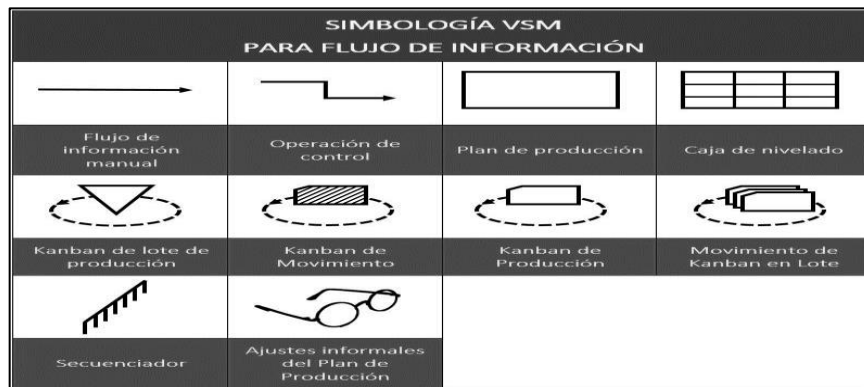 SIMBOLOGÍA VSM
PARA FLUJO DE INFORMACIÓN
Flujo de
información
manual
Operación de
control
Plan de producción
Caja de nivelado
Kanban de lote de
producción
Kanban de
Movimiento
Kanban de
Producción
Movimiento de
Kanban en Lote
Secuenciador
Ajustes informales
del Plan de
Producción